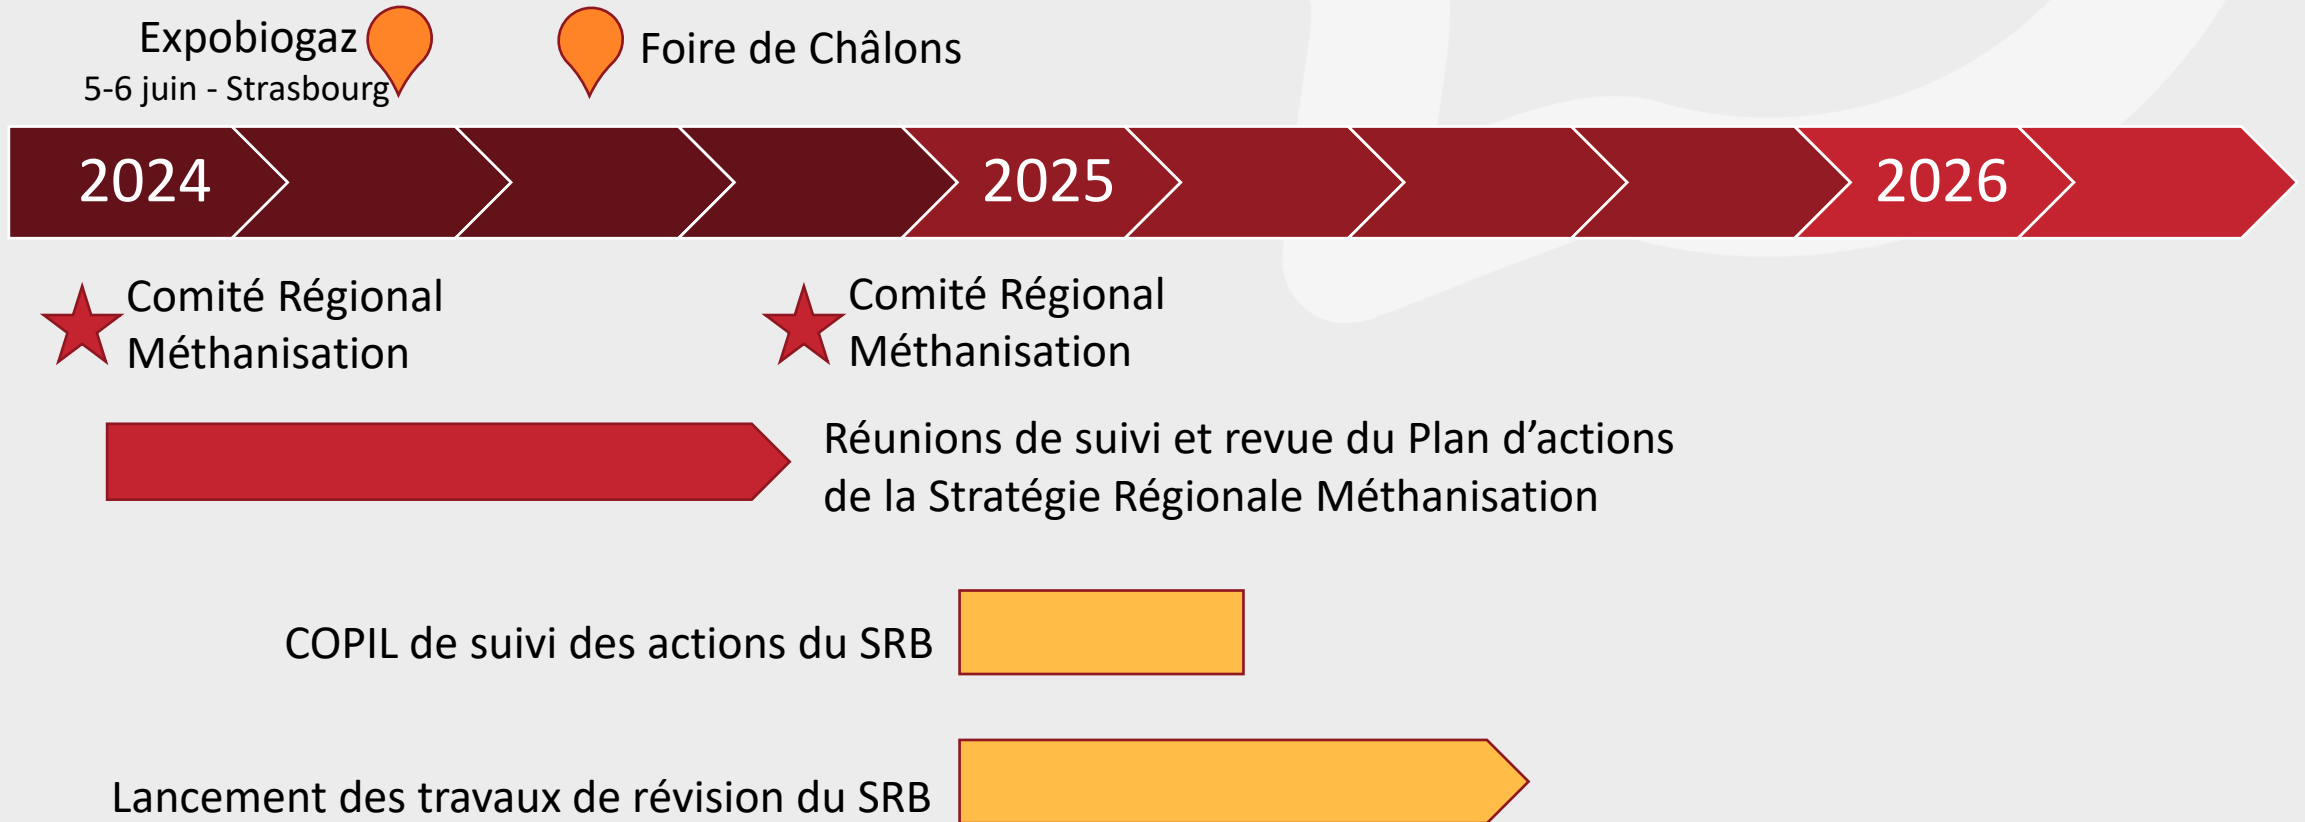 Expobiogaz
5-6 juin - Strasbourg
Foire de Châlons
2024
2025
2026
Comité Régional
Méthanisation
Comité Régional
Méthanisation
Réunions de suivi et revue du Plan d’actions
de la Stratégie Régionale Méthanisation
COPIL de suivi des actions du SRB
Lancement des travaux de révision du SRB